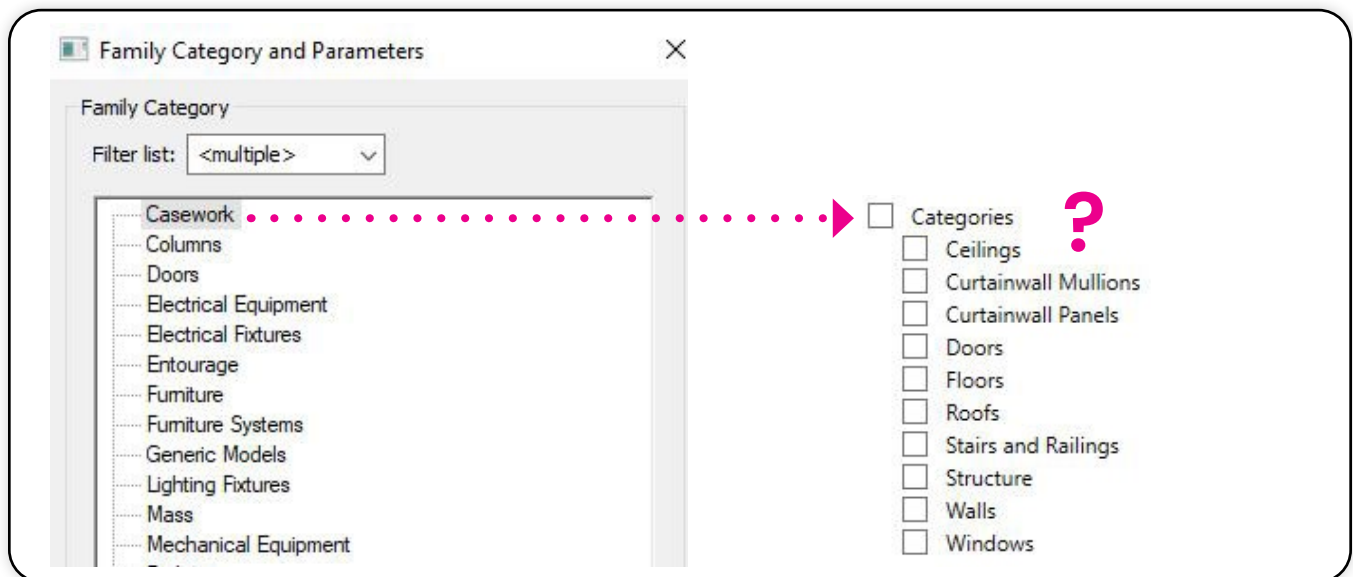 Family Category and Parameters
Family Category
Filter list: <multiple>
Casework
Columns
Doors
Electrical Equipment
Electrical Fixtures
Entourage
Furniture
Furniture Systems
Generic Models
Lighting Fixtures
Mass
Mechanical Equipment
Categories ?
Ceilings
Curtainwall Mullions
Curtainwall Panels
Doors
Floors
Roofs
Stairs and Railings
Structure
Walls
Windows